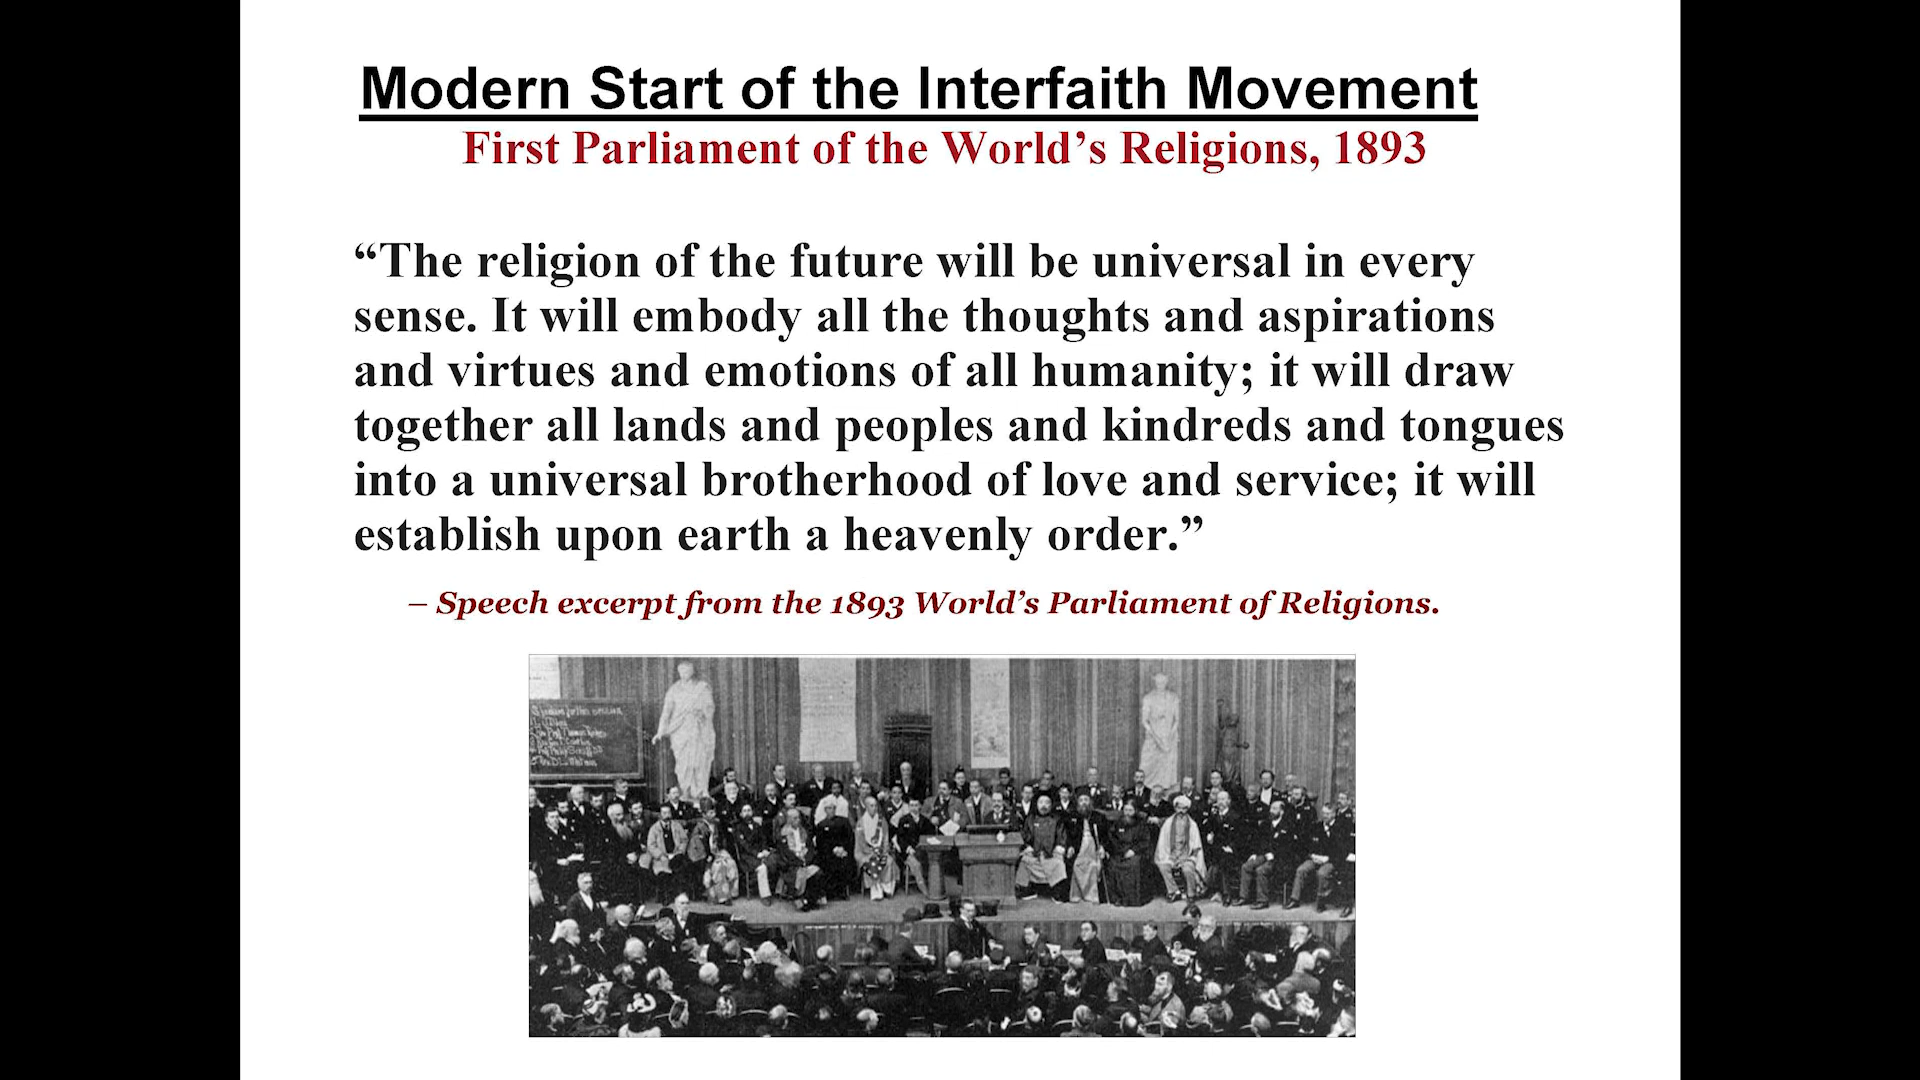 Modern Start of the Interfaith Movement
First Parliament of the World’s Religions, 1893
“The religion of the future will be universal in every
sense. It will embody all the thoughts and aspirations
and virtues and emotions of all humanity; it will draw
together all lands and peoples and kindreds and tongues
into a universal brotherhood of love and service; it will
establish upon earth a heavenly order.”
– Speech excerpt from the 1893 World’s Parliament of Religions.